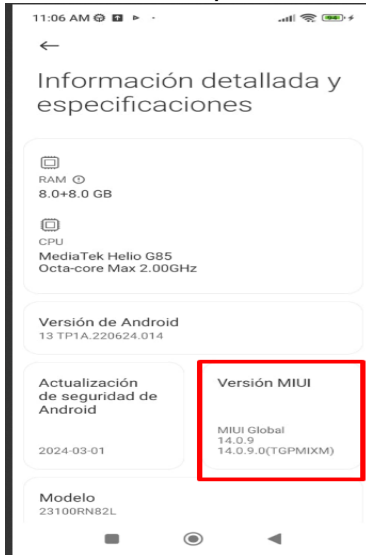 11:06 AM
Información detallada y
especificaciones
RAM
8.0+8.0 GB
CPU
MediaTek Helio G85
Octa-core Max 2.00GHz
Versión de Android
13 TP1A.220624.014
Actualización
de seguridad de
Android
2024-03-01
Versión MIUI
MIUI Global
14.0.9
14.0.9.0(TGPMIXM)
Modelo
23100RN82L